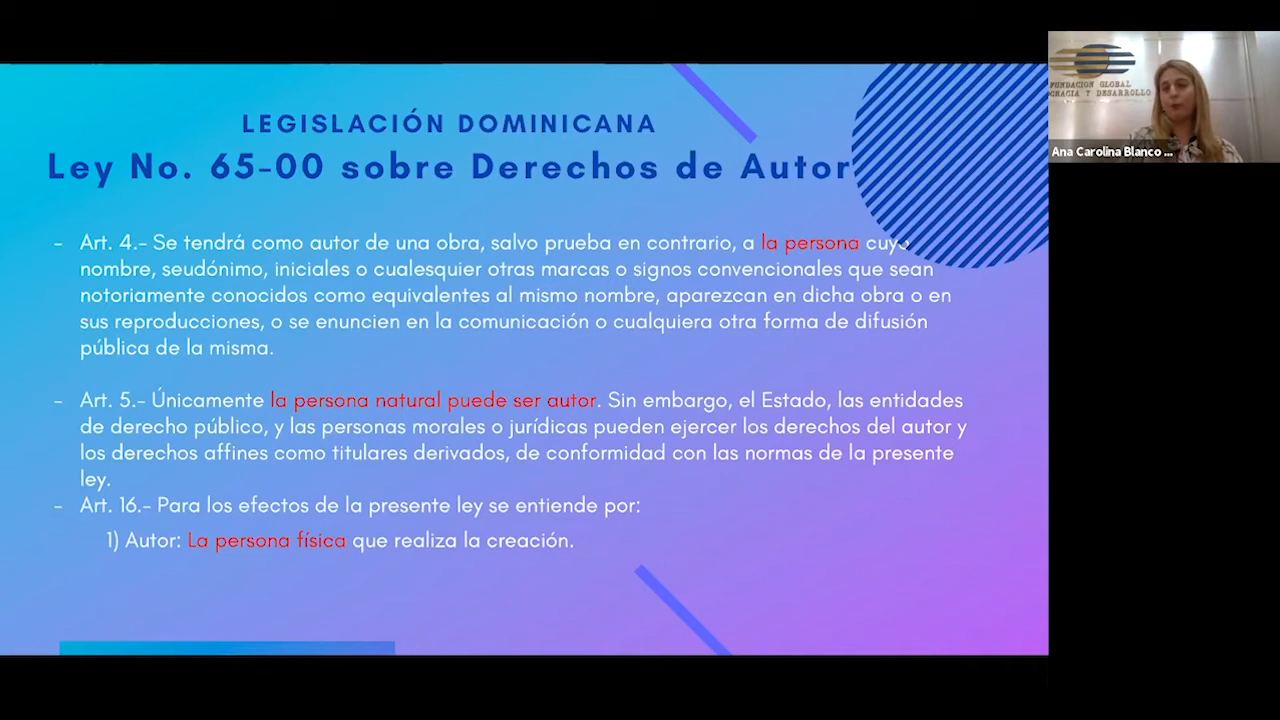 LEGISLACIÓN DOMINICANA
Ley No. 65-00 sobre Derechos de Autor
- Art. 4.- Se tendrá como autor de una obra, salvo prueba en contrario, a la persona cuyo
nombre, seudónimo, iniciales o cualesquier otras marcas o signos convencionales que sean
notoriamente conocidos como equivalentes al mismo nombre, aparezcan en dicha obra o en
sus reproducciones, o se enuncien en la comunicación o cualquiera otra forma de difusión
pública de la misma.
- Art. 5.- Únicamente la persona natural puede ser autor. Sin embargo, el Estado, las entidades
de derecho público, y las personas morales o jurídicas pueden ejercer los derechos del autor y
los derechos affines como titulares derivados, de conformidad con las normas de la presente
ley.
- Art. 16.- Para los efectos de la presente ley se entiende por:
1) Autor: La persona física que realiza la creación.
FUNDACION GLOBAL
CRACIA Y DESARROLLO
Ana Carolina Blanco ...